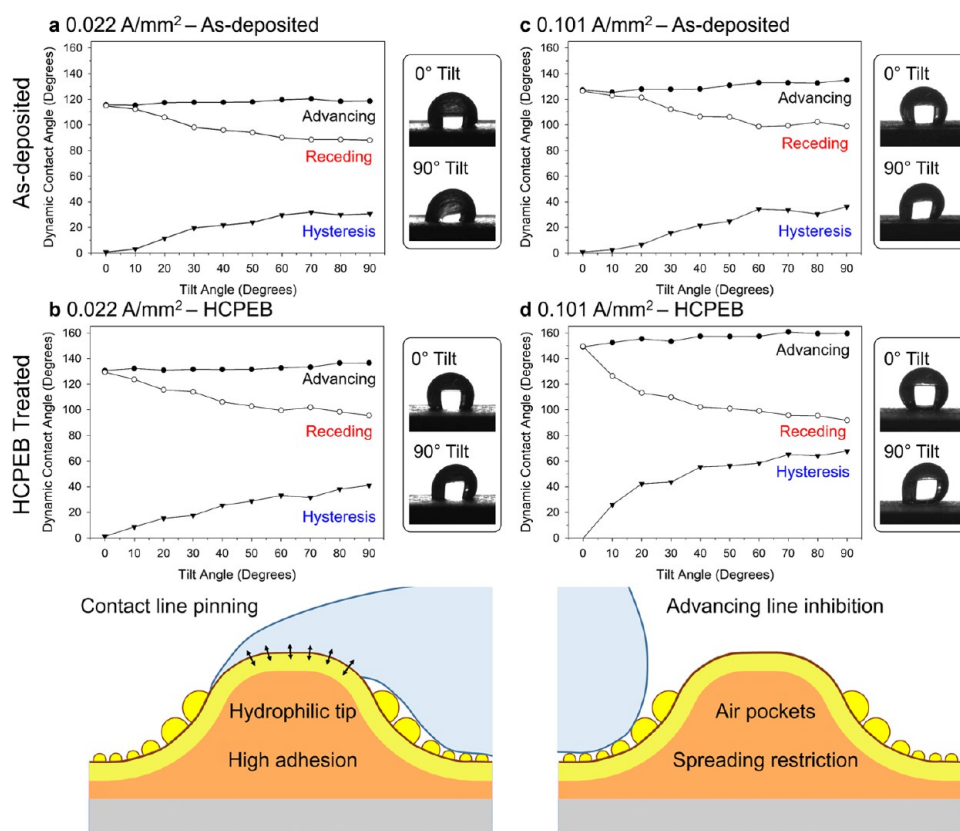 a 0.022 A/mm² – As-deposited
As-deposited
Dynamic Contact Angle (Degrees)
160
140
120
100
80
60
40
20
0
Advancing
Receding
Hysteresis
0 10 20 30 40 50 60 70 80 90
Tilt Angle (Degrees)
0° Tilt
90° Tilt
c 0.101 A/mm² – As-deposited
Dynamic Contact Angle (Degrees)
160
140
120
100
80
60
40
20
0
Advancing
Receding
Hysteresis
0 10 20 30 40 50 60 70 80 90
Tilt Angle (Degrees)
0° Tilt
90° Tilt
b 0.022 A/mm² – HCPEB
HCPEB Treated
Dynamic Contact Angle (Degrees)
160
140
120
100
80
60
40
20
0
Advancing
Receding
Hysteresis
0 10 20 30 40 50 60 70 80 90
Tilt Angle (Degrees)
0° Tilt
90° Tilt
d 0.101 A/mm² – HCPEB
Dynamic Contact Angle (Degrees)
160
140
120
100
80
60
40
20
0
Advancing
Receding
Hysteresis
0 10 20 30 40 50 60 70 80 90
Tilt Angle (Degrees)
0° Tilt
90° Tilt
Contact line pinning
Hydrophilic tip
High adhesion
Advancing line inhibition
Air pockets
Spreading restriction